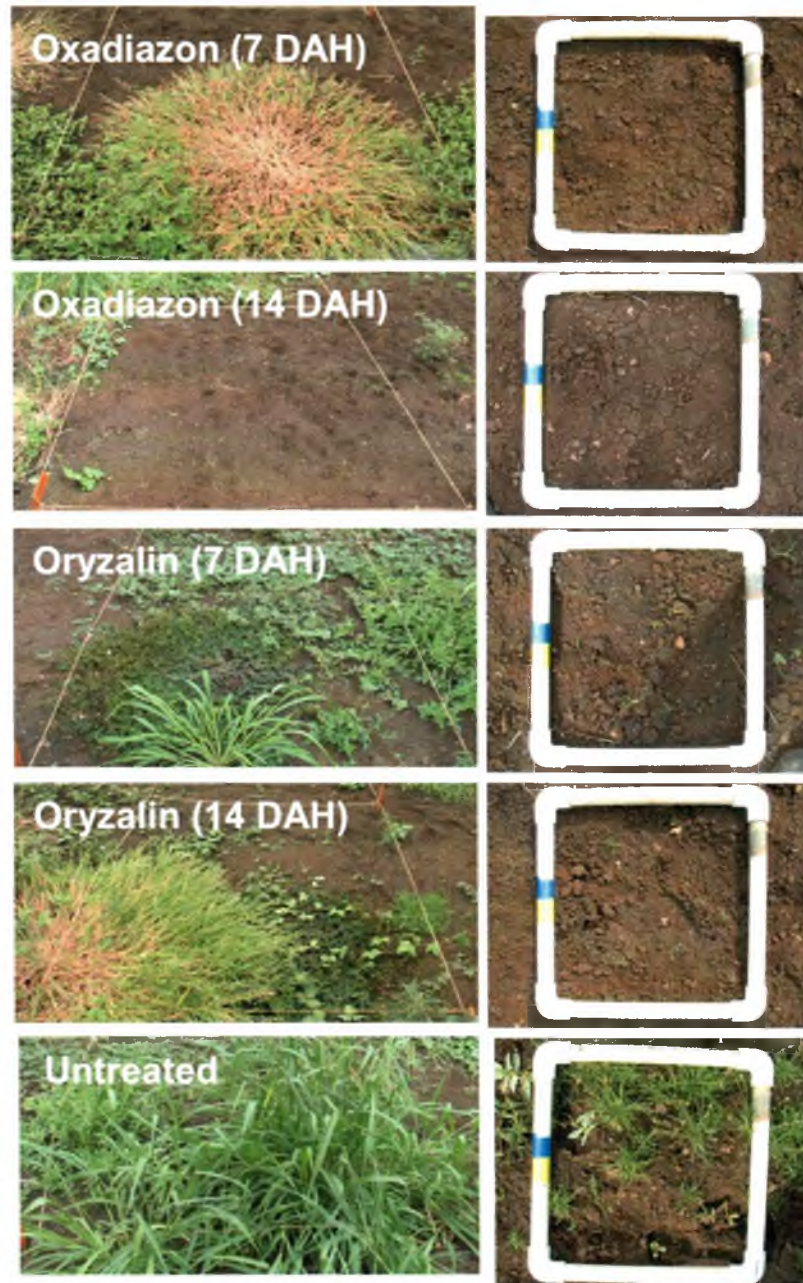 Oxadiazon (7 DAH)
Oxadiazon (14 DAH)
Oryzalin (7 DAH)
Oryzalin (14 DAH)
Untreated